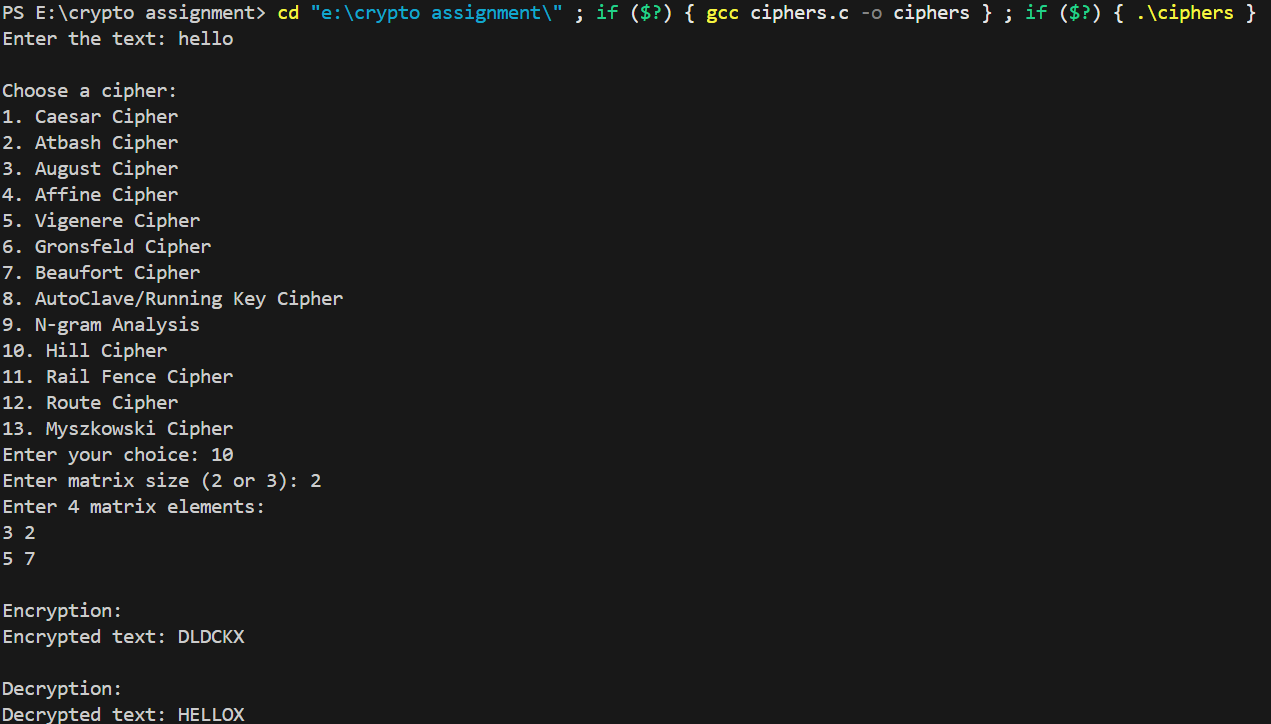 PS E:\crypto assignment> cd "e:\crypto assignment\" ; if ($?) { gcc ciphers.c -o ciphers } ; if ($?) { .\ciphers }
Enter the text: hello
Choose a cipher:
1. Caesar Cipher
2. Atbash Cipher
3. August Cipher
4. Affine Cipher
5. Vigenere Cipher
6. Gronsfeld Cipher
7. Beaufort Cipher
8. AutoClave/Running Key Cipher
9. N-gram Analysis
10. Hill Cipher
11. Rail Fence Cipher
12. Route Cipher
13. Myszkowski Cipher
Enter your choice: 10
Enter matrix size (2 or 3): 2
Enter 4 matrix elements:
3 2
5 7
Encryption:
Encrypted text: DLDCKX
Decryption:
Decrypted text: HELLOX